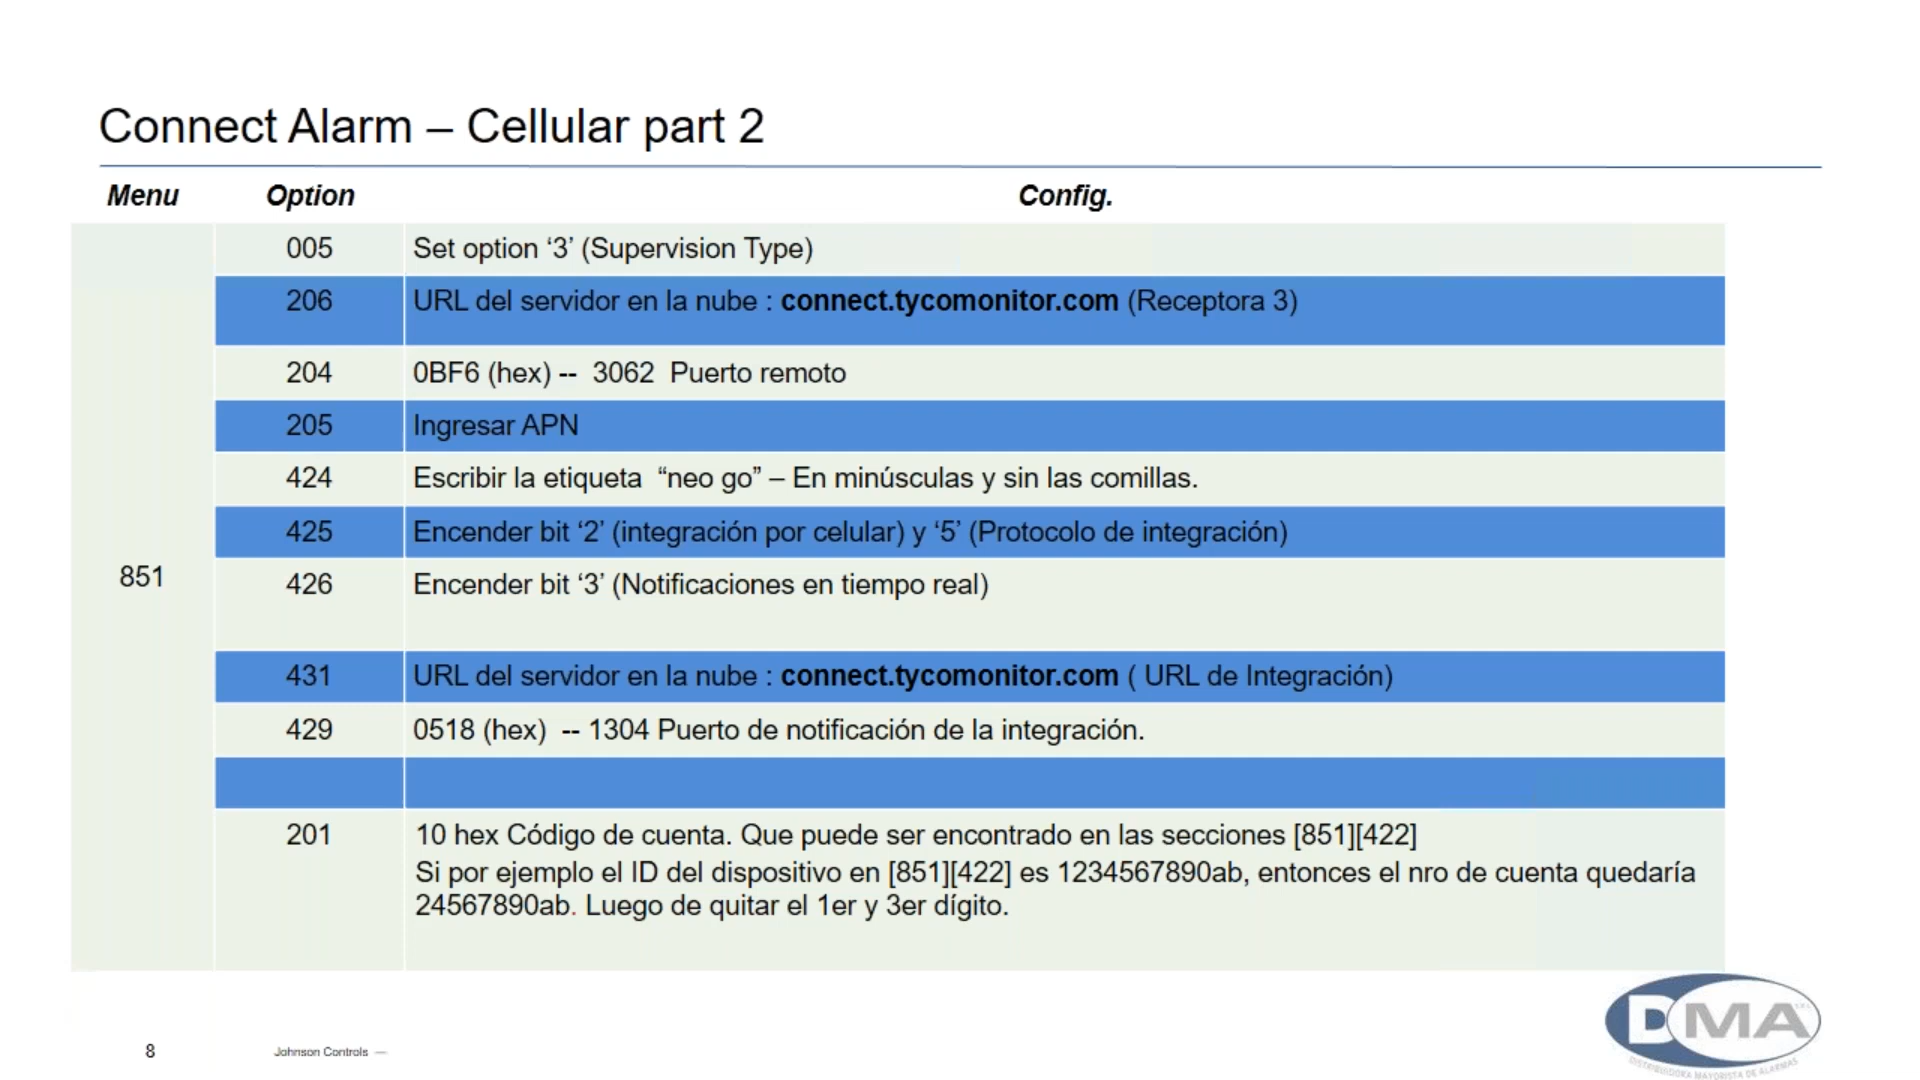 Connect Alarm – Cellular part 2
Menu Option Config.
005 Set option ‘3’ (Supervision Type)
206 URL del servidor en la nube : connect.tycomonitor.com (Receptora 3)
204 0BF6 (hex) -- 3062 Puerto remoto
205 Ingresar APN
424 Escribir la etiqueta “neo go” – En minúsculas y sin las comillas.
425 Encender bit ‘2’ (integración por celular) y ‘5’ (Protocolo de integración)
851
426 Encender bit ‘3’ (Notificaciones en tiempo real)
431 URL del servidor en la nube : connect.tycomonitor.com ( URL de Integración)
429 0518 (hex) -- 1304 Puerto de notificación de la integración.
201 10 hex Código de cuenta. Que puede ser encontrado en las secciones [851][422]
Si por ejemplo el ID del dispositivo en [851][422] es 1234567890ab, entonces el nro de cuenta quedaría
24567890ab. Luego de quitar el 1er y 3er dígito.
DMA SRL
DISTRIBUIDORA MAYORISTA DE ALARMAS
8 Johnson Controls —